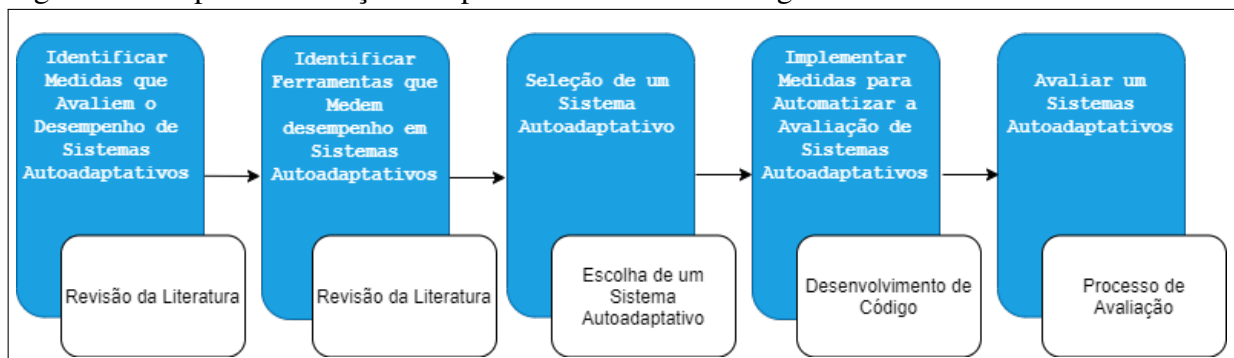 Identificar
Medidas que
Avaliem o
Desempenho de
Sistemas
Autoadaptativos
Revisão da Literatura
Identificar
Ferramentas que
Medem
desempenho em
Sistemas
Autoadaptativos
Revisão da Literatura
Seleção de um
Sistema
Autoadaptativo
Escolha de um
Sistema
Autoadaptativo
Implementar
Medidas para
Automatizar a
Avaliação de
Sistemas
Autoadaptativos
Desenvolvimento de
Código
Avaliar um
Sistemas
Autoadaptativos
Processo de
Avaliação